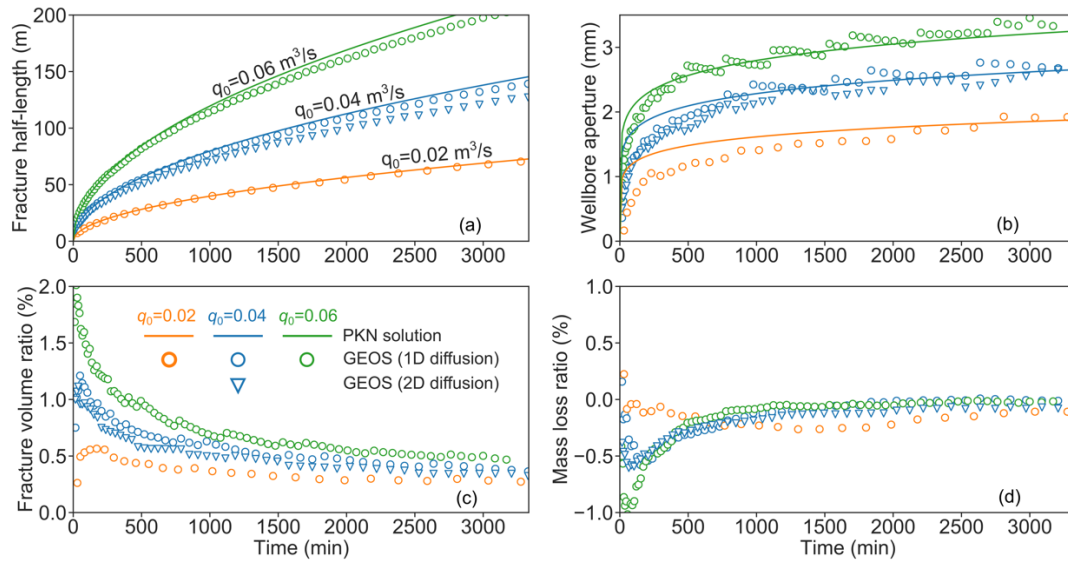 200
150
100
50
0
Fracture half-length (m)
q₀=0.06 m³/s
q₀=0.04 m³/s
q₀=0.02 m³/s
(a)
0 500 1000 1500 2000 2500 3000
3
2
1
0
Wellbore aperture (mm)
(b)
0 500 1000 1500 2000 2500 3000
2.0
1.5
1.0
0.5
0.0
Fracture volume ratio (%)
q₀=0.02 q₀=0.04 q₀=0.06
PKN solution
GEOS (1D diffusion)
GEOS (2D diffusion)
(c)
0 500 1000 1500 2000 2500 3000
Time (min)
1.0
0.5
0.0
−0.5
−1.0
Mass loss ratio (%)
(d)
0 500 1000 1500 2000 2500 3000
Time (min)